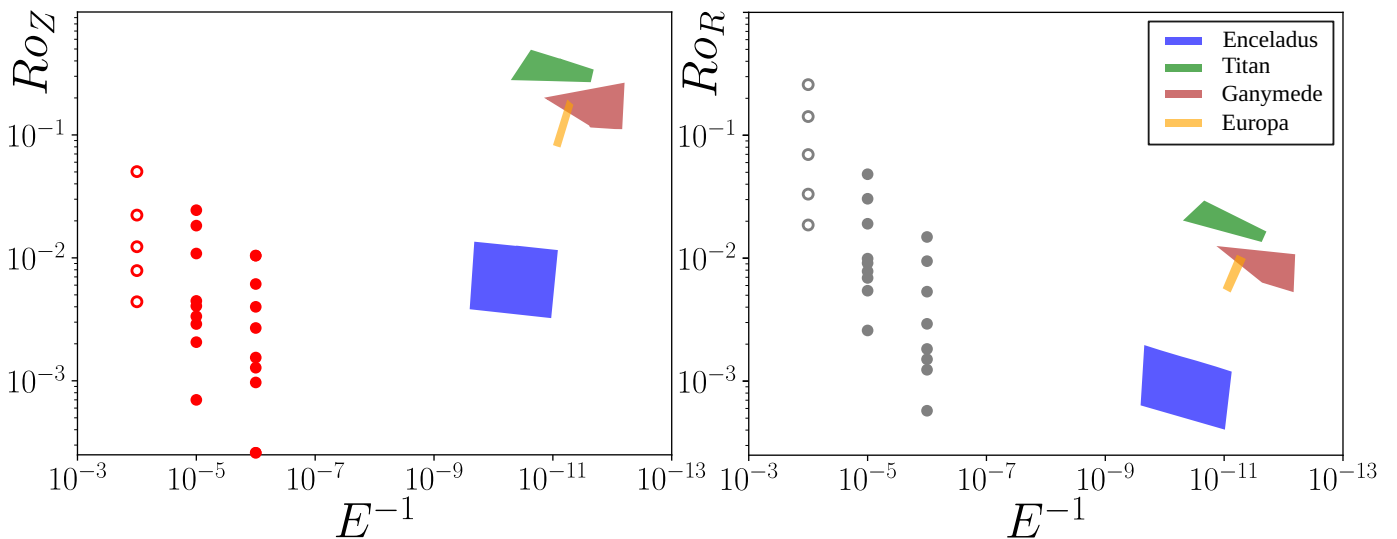 Ro_Z
10^{-1}
10^{-2}
10^{-3}
10^{-3} 10^{-5} 10^{-7} 10^{-9} 10^{-11} 10^{-13}
E^{-1}
Ro_R
10^{-1}
10^{-2}
10^{-3}
10^{-3} 10^{-5} 10^{-7} 10^{-9} 10^{-11} 10^{-13}
E^{-1}
Enceladus
Titan
Ganymede
Europa